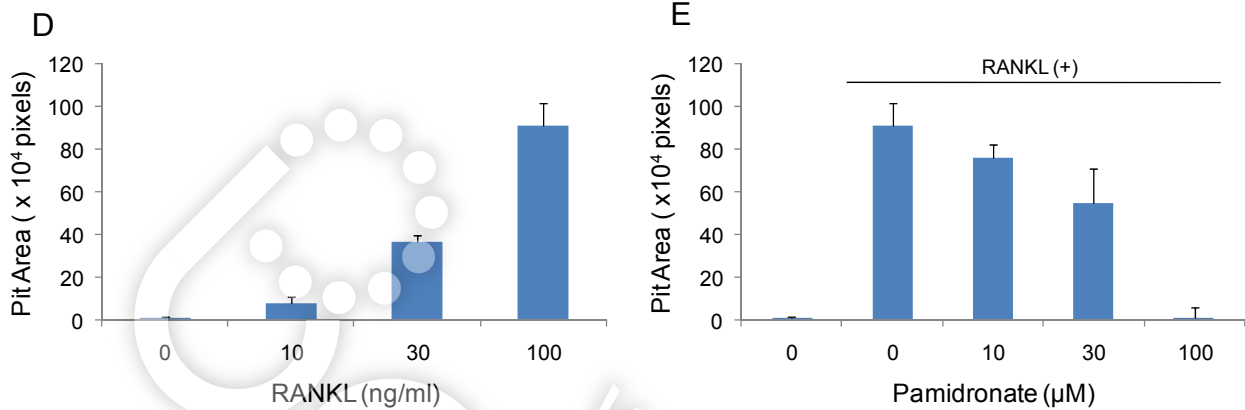 D
120
100
80
60
40
20
0
Pit Area ( x 10⁴ pixels)
0 10 30 100
RANKL (ng/ml)
E
RANKL (+)
120
100
80
60
40
20
0
Pit Area ( x10⁴ pixels)
0 0 10 30 100
Pamidronate (µM)